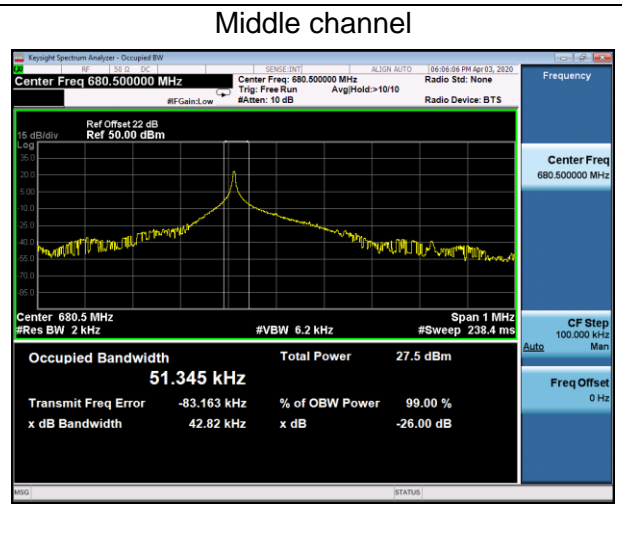 Middle channel
Keysight Spectrum Analyzer - Occupied BW
RF 50 Ω DC SENSE:INT ALIGN AUTO 06:06:06 PM Apr 03, 2020
Center Freq 680.500000 MHz
Center Freq: 680.500000 MHz
Radio Std: None
Trig: Free Run Avg|Hold:>10/10
#IFGain:Low
#Atten: 10 dB
Radio Device: BTS
Frequency
Ref Offset 22 dB
15 dB/div Ref 50.00 dBm
Log
35.0
20.0
5.00
-10.0
-25.0
-40.0
-55.0
-70.0
-85.0
Center Freq
680.500000 MHz
Center 680.5 MHz
Span 1 MHz
#Res BW 2 kHz
#VBW 6.2 kHz
#Sweep 238.4 ms
CF Step
100.000 kHz
Auto Man
Occupied Bandwidth
51.345 kHz
Total Power 27.5 dBm
Transmit Freq Error -83.163 kHz
% of OBW Power 99.00 %
x dB Bandwidth 42.82 kHz
x dB -26.00 dB
Freq Offset
0 Hz
MSG
STATUS